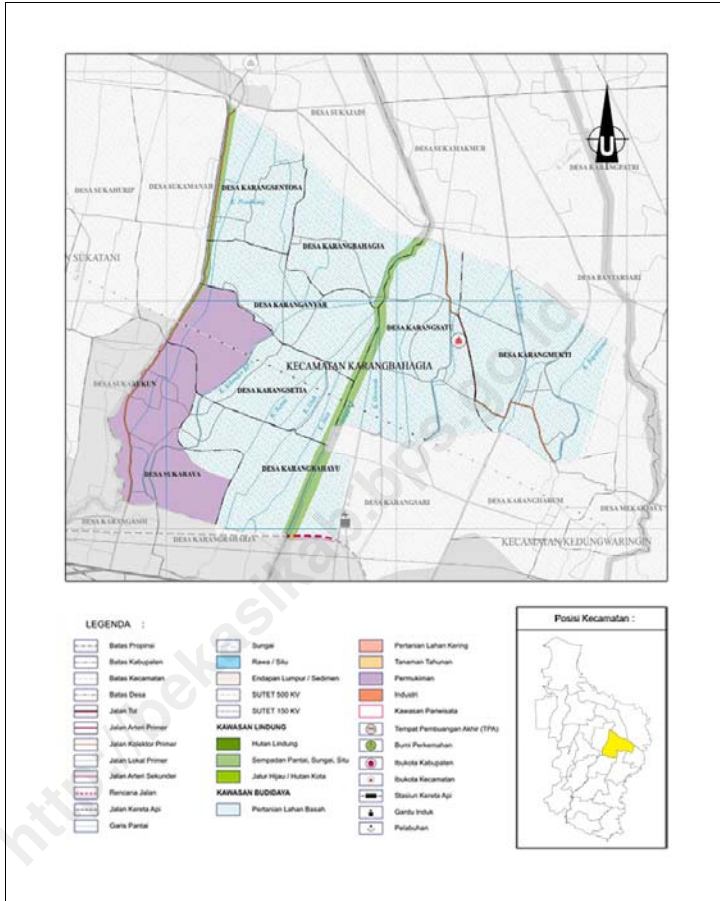 DESA SUKAJADI
DESA SUKAMAKMUR
U
DESA KARANGPATRI
DESA SUKAHURIP
DESA SUKAMANAH
DESA KARANGSENTOSA
DESA KARANGBAHAGIA
N SUKATANI
DESA BANTARSARI
DESA KARANGANYAR
DESA KARANGSATU
DESA KARANGMUKTI
KECAMATAN KARANGBAHAGIA
DESA KARANGSETIA
DESA SUKARAYA
DESA KARANGRAHAYU
DESA KARANGSARI
DESA KARANGHARUM
DESA MEKARJAYA
DESA KARANGASIH
DESA KARANGRAHARJA
KECAMATAN KEDUNGWARINGIN
LEGENDA :
Batas Propinsi
Batas Kabupaten
Batas Kecamatan
Batas Desa
Jalan Tol
Jalan Arteri Primer
Jalan Kolektor Primer
Jalan Lokal Primer
Jalan Arteri Sekunder
Rencana Jalan
Jalan Kereta Api
Garis Pantai
Sungai
Rawa / Situ
Endapan Lumpur / Sedimen
SUTET 500 KV
SUTET 150 KV
KAWASAN LINDUNG
Hutan Lindung
Sempadan Pantai, Sungai, Situ
Jalur Hijau / Hutan Kota
KAWASAN BUDIDAYA
Pertanian Lahan Basah
Pertanian Lahan Kering
Tanaman Tahunan
Permukiman
Industri
Kawasan Pariwisata
Tempat Pembuangan Akhir (TPA)
Bumi Perkemahan
Ibukota Kabupaten
Ibukota Kecamatan
Stasiun Kereta Api
Gardu Induk
Pelabuhan
Posisi Kecamatan :
http://bekasikab.bps.go.id